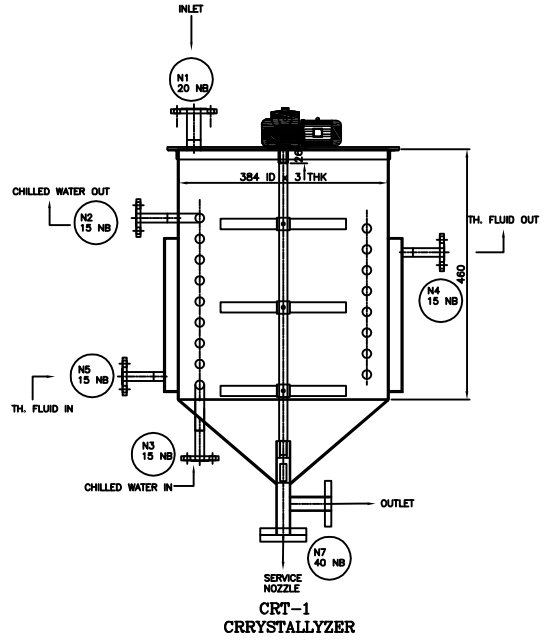 INLET
N1
20 NB
26
384 ID x 3 THK
CHILLED WATER OUT
N2
15 NB
TH. FLUID OUT
460
N4
15 NB
N5
15 NB
TH. FLUID IN
N3
15 NB
CHILLED WATER IN
OUTLET
N7
40 NB
SERVICE
NOZZLE
CRT-1
CRRYSTALLYZER